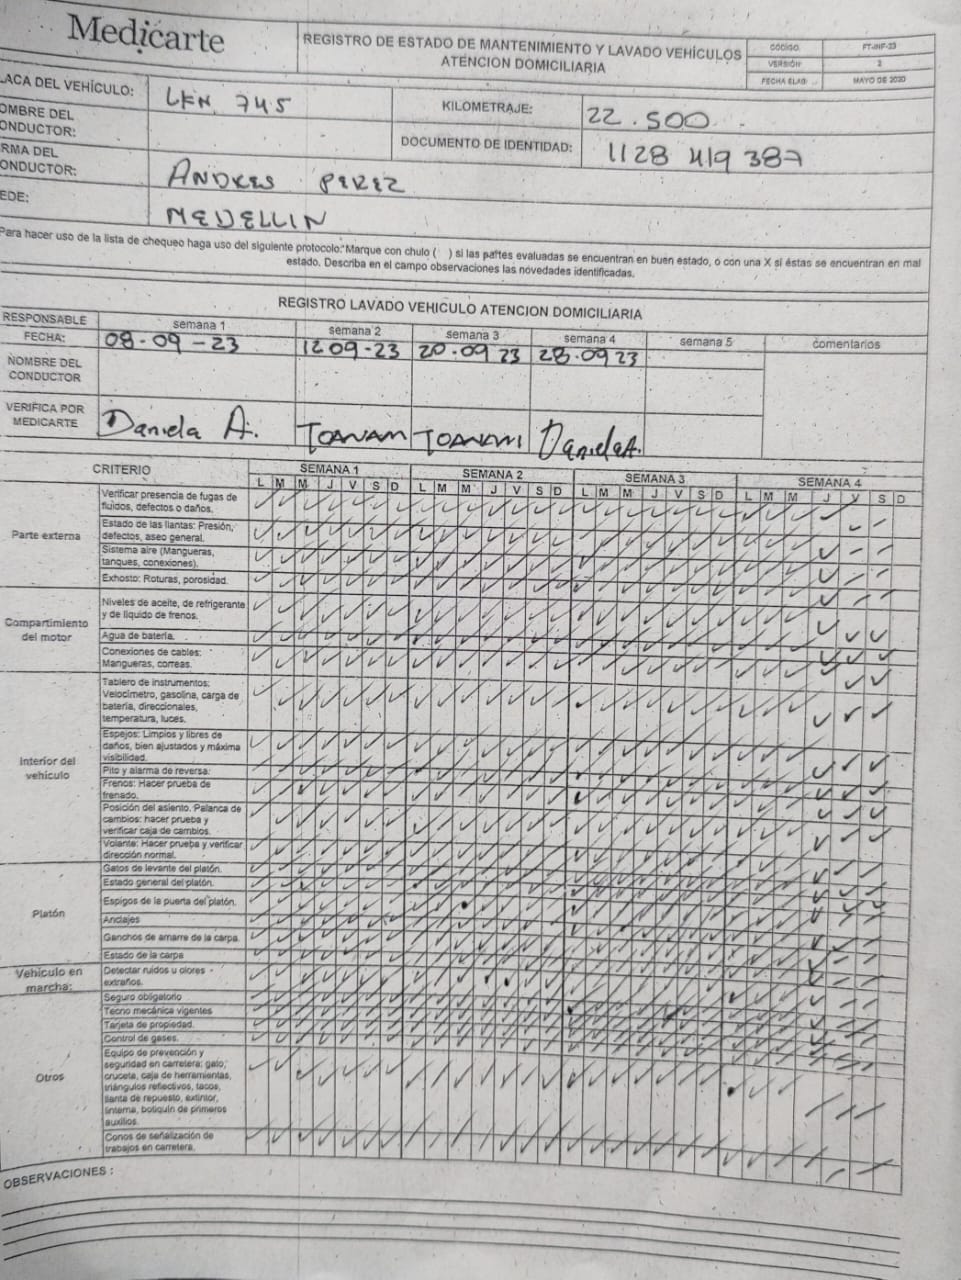 Medicarte
REGISTRO DE ESTADO DE MANTENIMIENTO Y LAVADO VEHÍCULOS
ATENCION DOMICILIARIA
CODIGO FT-INF-23
VERSIÓN 2
FECHA ELAB MAYO DE 2020
LACA DEL VEHÍCULO: LKN 745
KILOMETRAJE: 22.500
OMBRE DEL
ONDUCTOR:
DOCUMENTO DE IDENTIDAD: 1128 419 387
RMA DEL
ONDUCTOR: ANDRES PEREZ
EDE: MEDELLIN
Para hacer uso de la lista de chequeo haga uso del siguiente protocolo: Marque con chulo ( ) si las partes evaluadas se encuentran en buen estado, o con una X si éstas se encuentran en mal
estado. Describa en el campo observaciones las novedades identificadas.
REGISTRO LAVADO VEHICULO ATENCION DOMICILIARIA
RESPONSABLE semana 1 semana 2 semana 3 semana 4 semana 5 comentarios
FECHA: 08-09-23 12 09-23 20.09 23 28.09 23
NOMBRE DEL
CONDUCTOR
VERIFICA POR
MEDICARTE Daniela A. Daniela A.
CRITERIO SEMANA 1 SEMANA 2 SEMANA 3 SEMANA 4
L M M J V S D L M M J V S D L M M J V S D L M M J V S D
Parte externa
Verificar presencia de fugas de
fluidos, defectos o daños.
Estado de las llantas: Presión,
defectos, aseo general.
Sistema aire (Mangueras,
tanques, conexiones).
Exhosto: Roturas, porosidad.
Compartimiento
del motor
Niveles de aceite, de refrigerante
y de liquido de frenos.
Agua de batería.
Conexiones de cables:
Mangueras, correas.
Interior del
vehículo
Tablero de instrumentos:
Velocímetro, gasolina, carga de
batería, direccionales,
temperatura, luces.
Espejos: Limpios y libres de
daños, bien ajustados y máxima
visibilidad.
Pito y alarma de reversa.
Frenos: Hacer prueba de
frenado.
Posición del asiento. Palanca de
cambios: hacer prueba y
verificar caja de cambios.
Volante: Hacer prueba y verificar
dirección normal.
Platón
Gatos de levante del platón.
Estado general del platón.
Espigos de la puerta del platón.
Anclajes
Ganchos de amarre de la carpa.
Estado de la carpa
Vehículo en
marcha:
Detectar ruidos u olores
extraños.
Otros
Seguro obligatorio
Tecno mecánica vigentes
Tarjeta de propiedad.
Control de gases.
Equipo de prevención y
seguridad en carretera: gato,
cruceta, caja de herramientas,
triángulos reflectivos, tacos,
llanta de repuesto, extintor,
linterna, botiquín de primeros
auxilios.
Conos de señalización de
trabajos en carretera.
OBSERVACIONES :